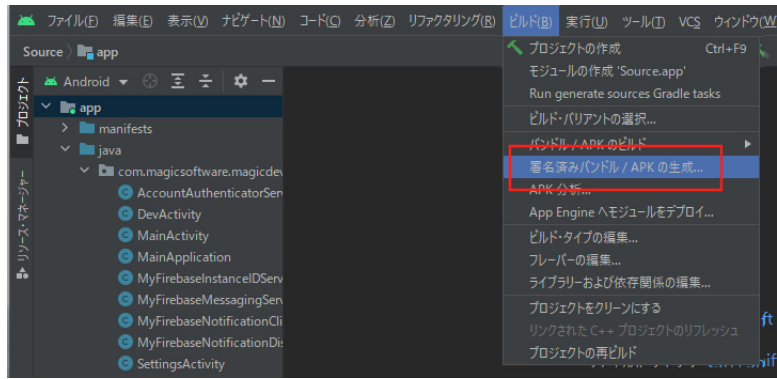 ファイル(F) 編集(E) 表示(V) ナビゲート(N) コード(C) 分析(Z) リファクタリング(R) ビルド(B) 実行(U) ツール(T) VCS ウィンドウ(W
Source 〉 app
プロジェクト
リソース・マネージャー
Android
app
manifests
java
com.magicsoftware.magicdev
AccountAuthenticatorServ
DevActivity
MainActivity
MainApplication
MyFirebaseInstanceIDServ
MyFirebaseMessagingServ
MyFirebaseNotificationCli
MyFirebaseNotificationDis
SettingsActivity
プロジェクトの作成 Ctrl+F9
モジュールの作成 'Source.app'
Run generate sources Gradle tasks
ビルド・バリアントの選択...
バンドル / APK のビルド
署名済みバンドル / APK の生成...
APK 分析...
App Engine へモジュールをデプロイ...
ビルド・タイプの編集...
フレーバーの編集...
ライブラリーおよび依存関係の編集...
プロジェクトをクリーンにする
リンクされた C++ プロジェクトのリフレッシュ
プロジェクトの再ビルド
ft